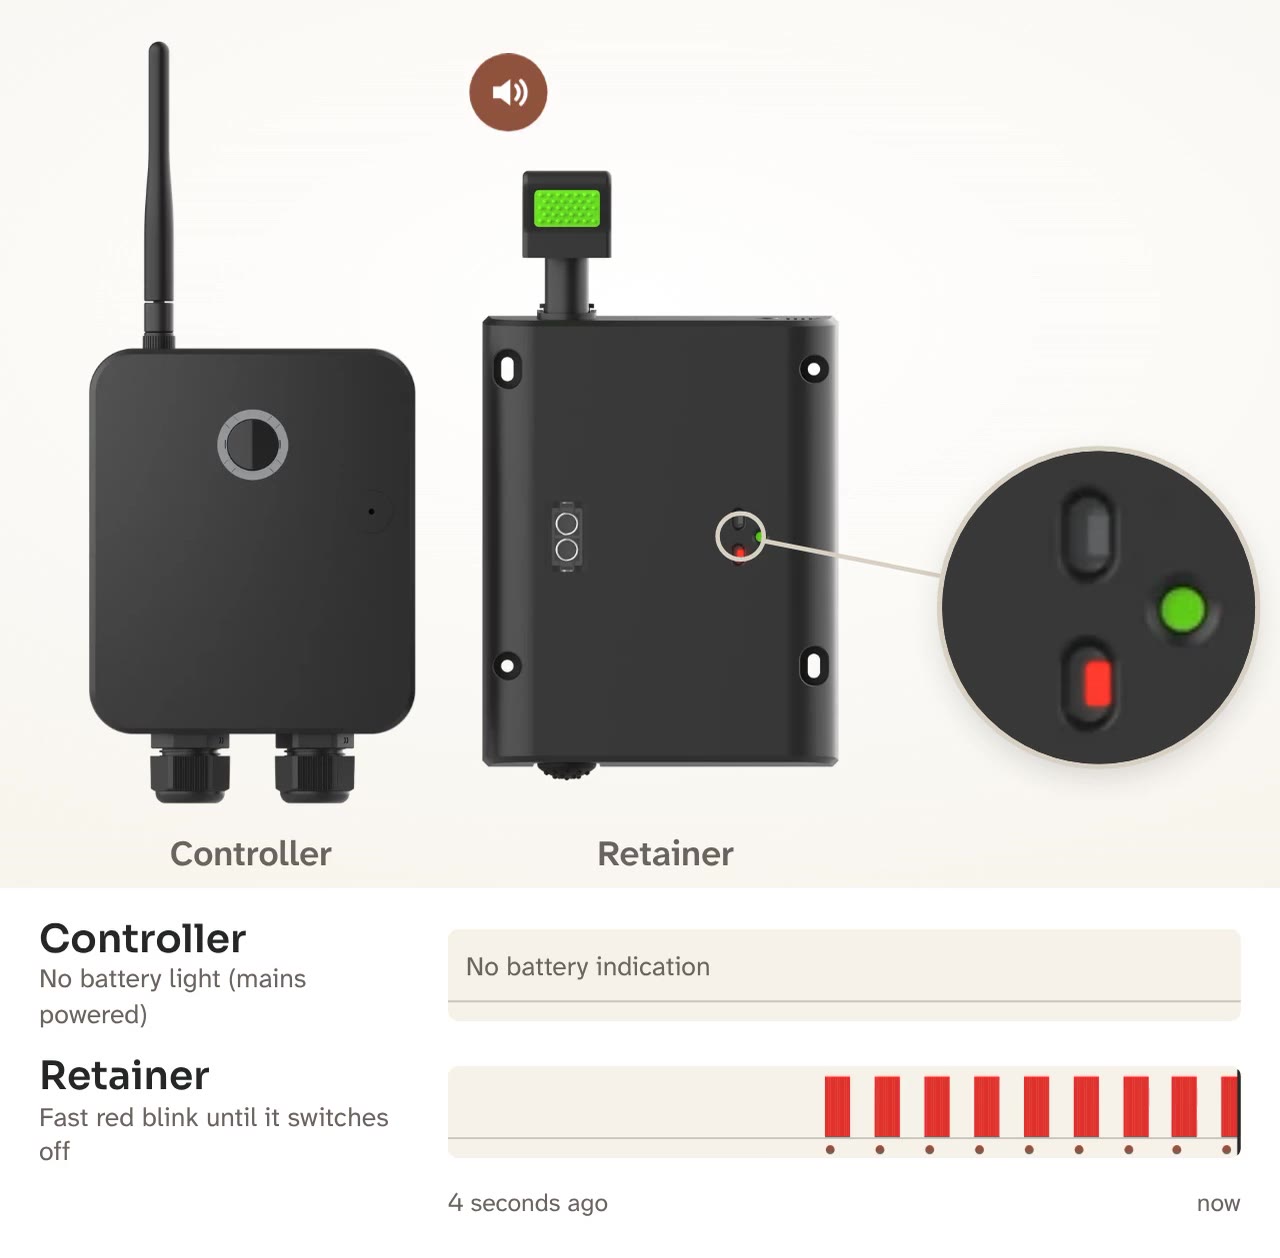 Controller
Retainer
Controller
No battery light (mains
powered)
No battery indication
Retainer
Fast red blink until it switches
off
4 seconds ago
now